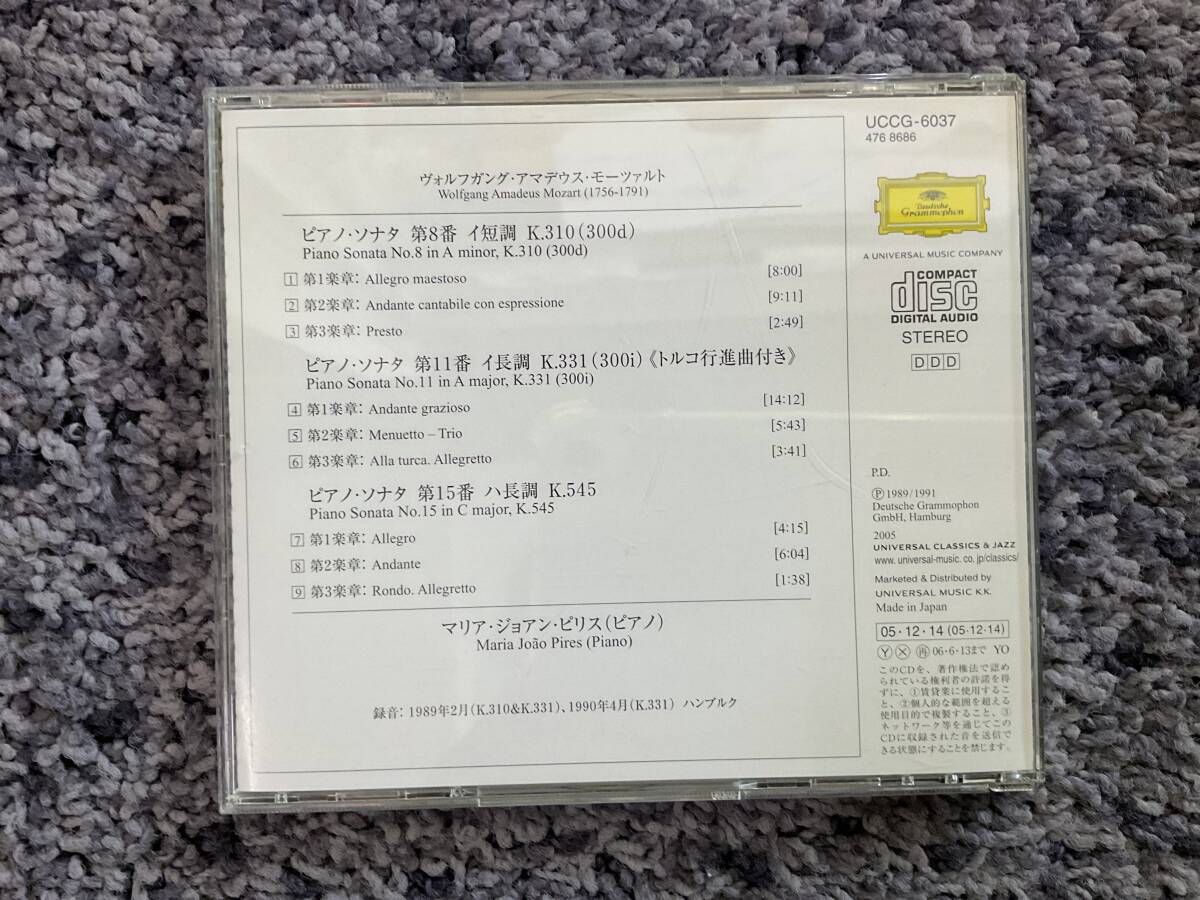 ヴォルフガング・アマデウス・モーツァルト
Wolfgang Amadeus Mozart (1756-1791)
ピアノ・ソナタ 第8番 イ短調 K.310 (300d)
Piano Sonata No.8 in A minor, K.310 (300d)
1 第1楽章: Allegro maestoso [8:00]
2 第2楽章: Andante cantabile con espressione [9:11]
3 第3楽章: Presto [2:49]
ピアノ・ソナタ 第11番 イ長調 K.331 (300i)《トルコ行進曲付き》
Piano Sonata No.11 in A major, K.331 (300i)
4 第1楽章: Andante grazioso [14:12]
5 第2楽章: Menuetto – Trio [5:43]
6 第3楽章: Alla turca. Allegretto [3:41]
ピアノ・ソナタ 第15番 ハ長調 K.545
Piano Sonata No.15 in C major, K.545
7 第1楽章: Allegro [4:15]
8 第2楽章: Andante [6:04]
9 第3楽章: Rondo. Allegretto [1:38]
マリア・ジョアン・ピリス(ピアノ)
Maria João Pires (Piano)
録音: 1989年2月(K.310&K.331)、1990年4月(K.331) ハンブルク
UCCG-6037
476 8686
Deutsche
Grammophon
A UNIVERSAL MUSIC COMPANY
COMPACT
disc
DIGITAL AUDIO
STEREO
DDD
P.D.
Ⓟ 1989/1991
Deutsche Grammophon
GmbH, Hamburg
2005
UNIVERSAL CLASSICS & JAZZ
www. universal-music. co. jp/classics/
Marketed & Distributed by
UNIVERSAL MUSIC K.K.
Made in Japan
05・12・14 (05・12・14)
Ⓨ Ⓧ 再 06・6・13まで YO
このCDを、著作権法で認め
られている権利者の許諾を得
ずに、①賃貸業に使用するこ
と、②個人的な範囲を超える
使用目的で複製すること、③
ネットワーク等を通じてこの
CDに収録された音を送信で
きる状態にすることを禁じます。